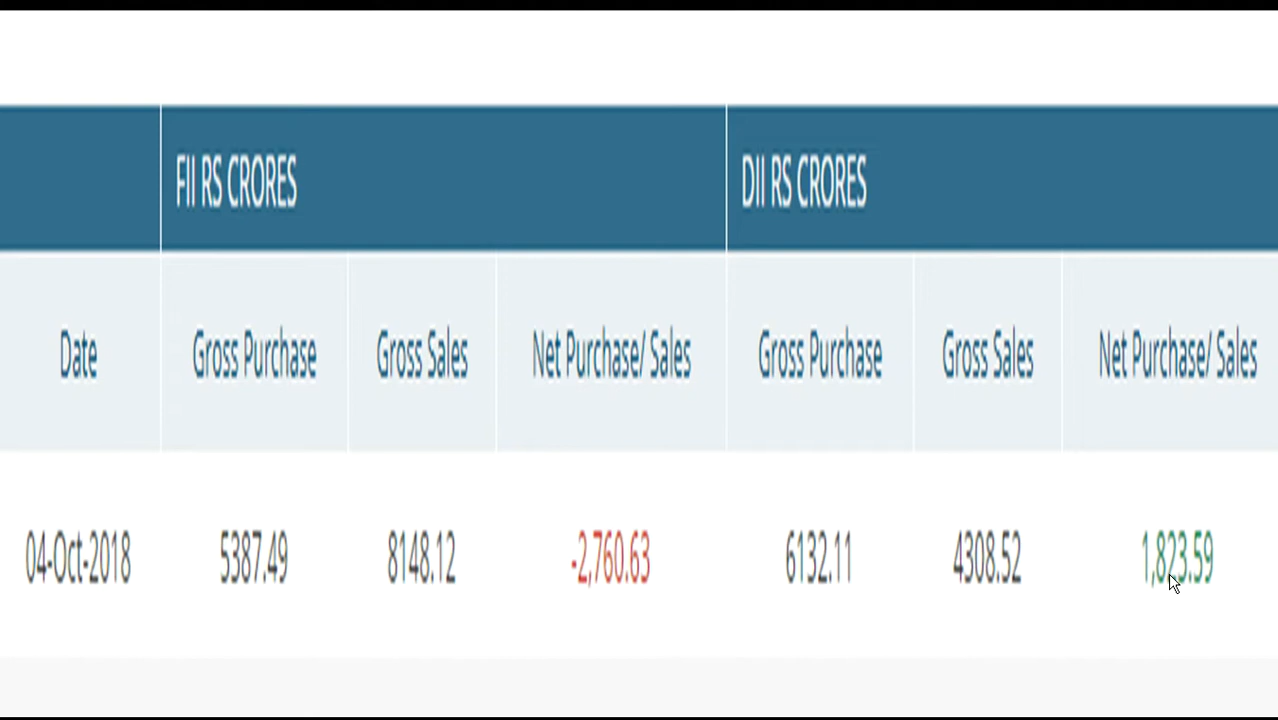 FII RS CRORES DII RS CRORES
Date Gross Purchase Gross Sales Net Purchase/ Sales Gross Purchase Gross Sales Net Purchase/ Sales
04-Oct-2018 5387.49 8148.12 -2,760.63 6132.11 4308.52 1,823.59